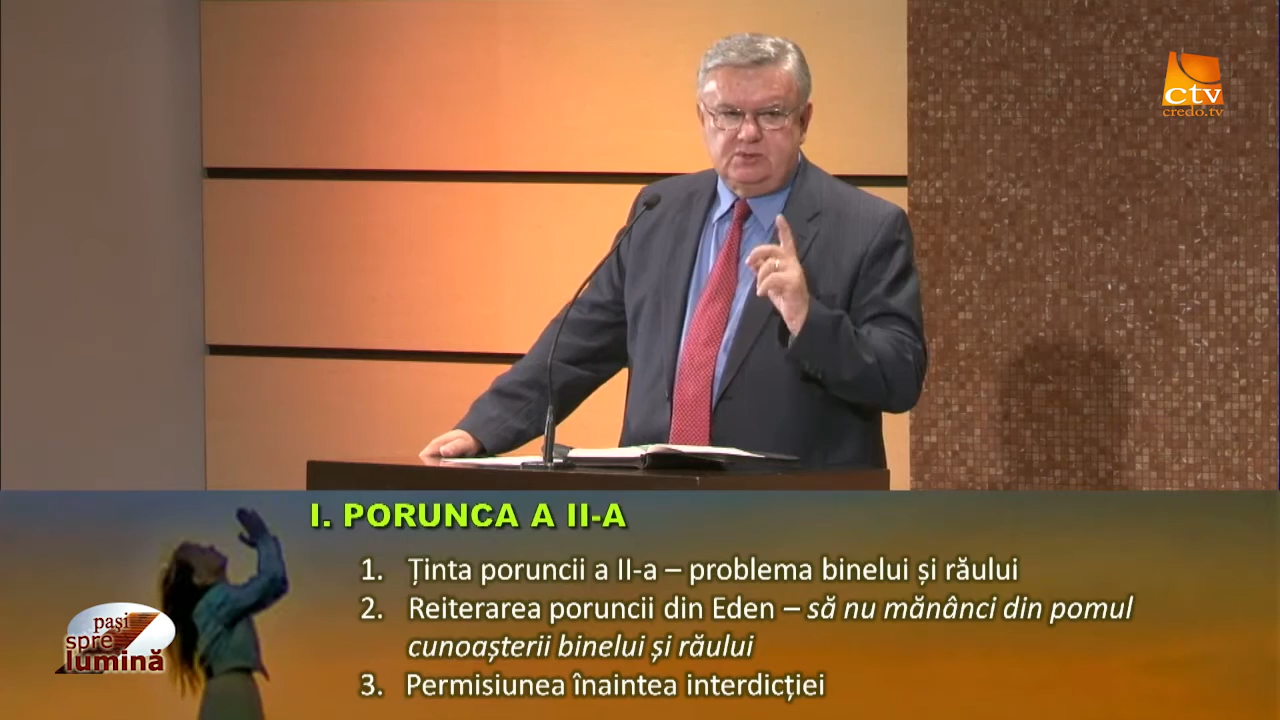 ctv
credo.tv
I. PORUNCA A II-A
1. Ținta poruncii a II-a – problema binelui și răului
2. Reiterarea poruncii din Eden – să nu mănânci din pomul
cunoașterii binelui și răului
3. Permisiunea înaintea interdicției
pași
spre
lumină